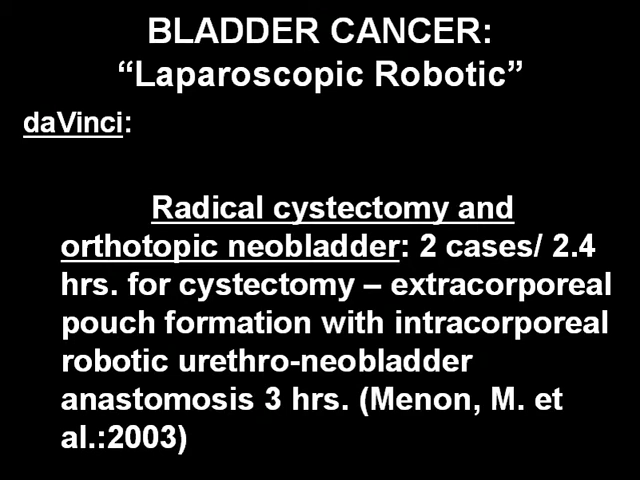 BLADDER CANCER:
“Laparoscopic Robotic”
daVinci:
Radical cystectomy and
orthotopic neobladder: 2 cases/ 2.4
hrs. for cystectomy – extracorporeal
pouch formation with intracorporeal
robotic urethro-neobladder
anastomosis 3 hrs. (Menon, M. et
al.:2003)